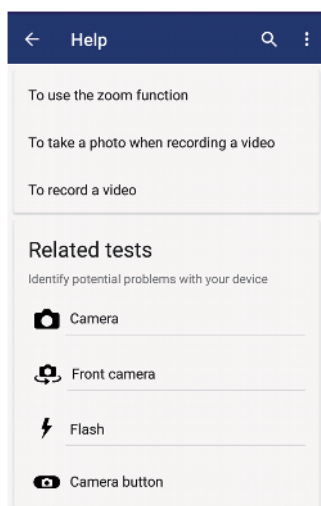 Help
To use the zoom function
To take a photo when recording a video
To record a video
Related tests
Identify potential problems with your device
Camera
Front camera
Flash
Camera button